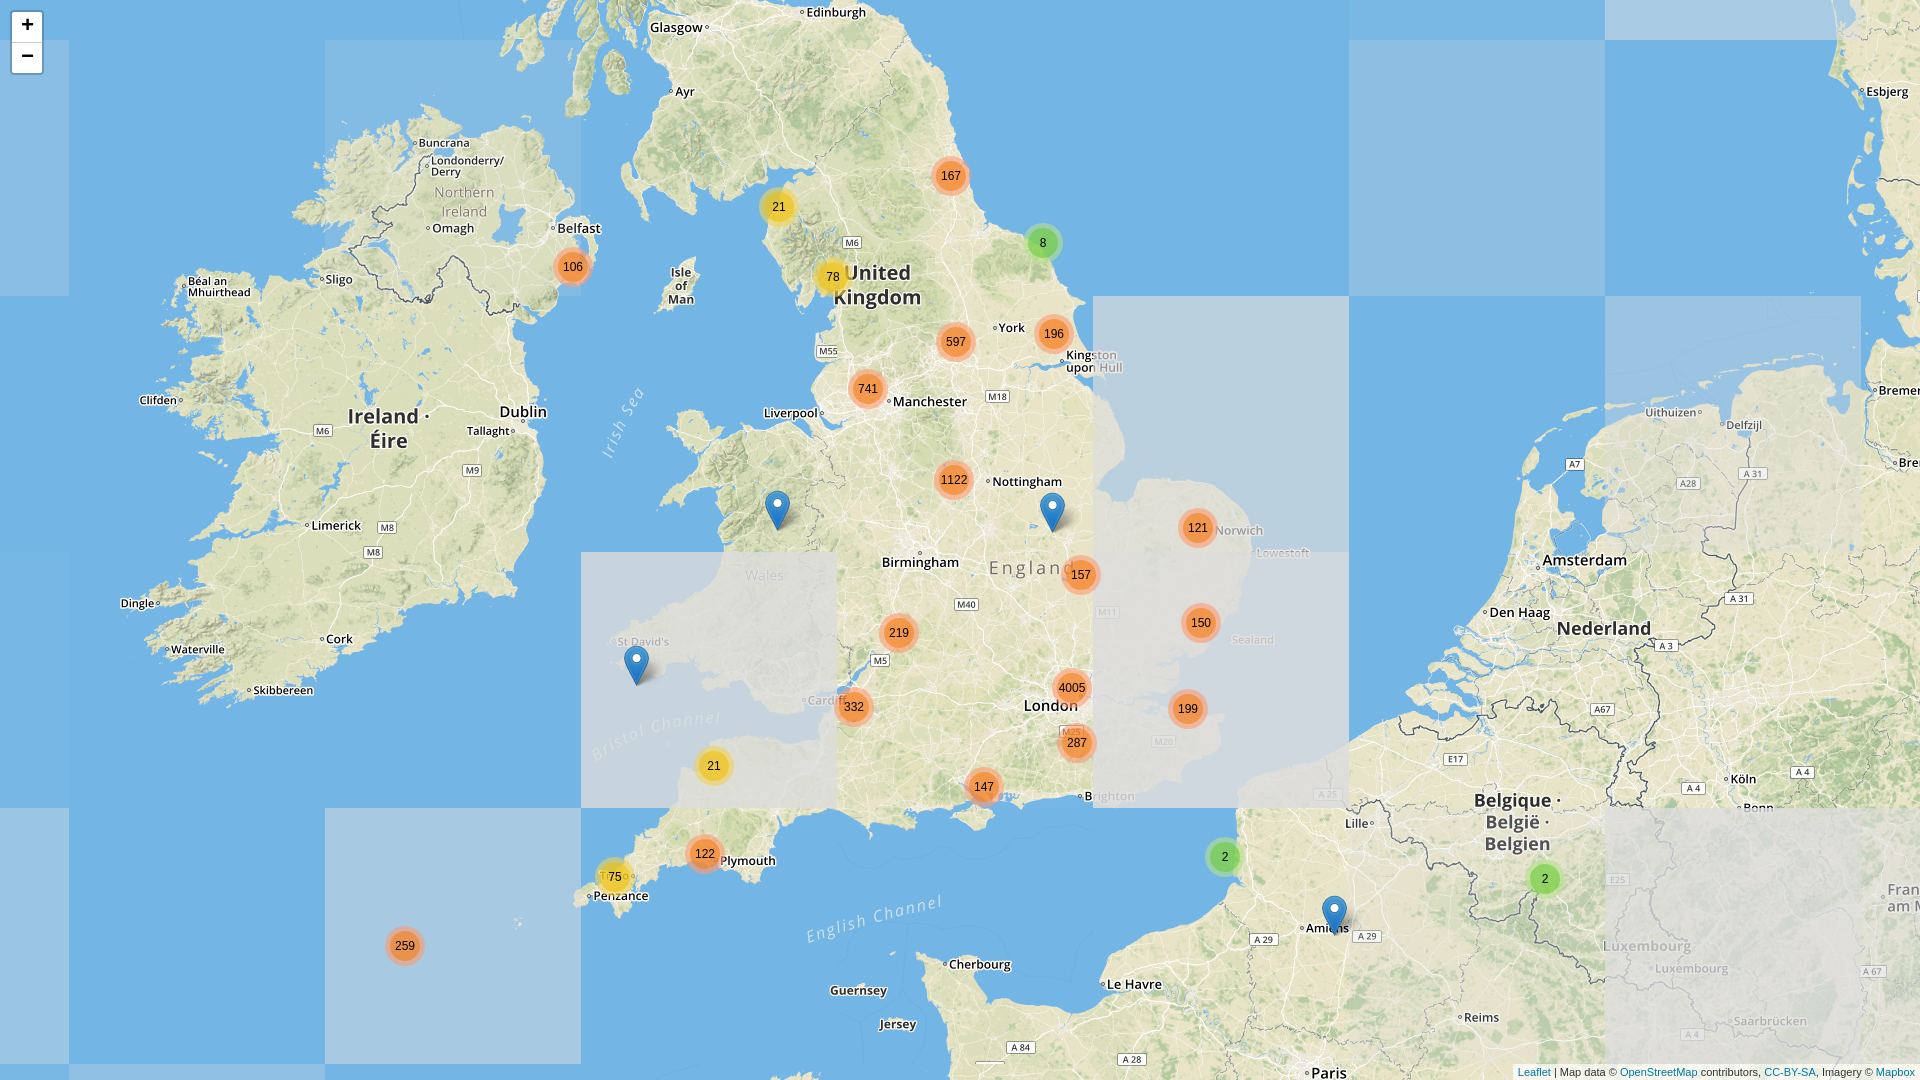 +
−
Edinburgh
Glasgow
Ayr
Esbjerg
Buncrana
Londonderry/
Derry
167
Northern
Ireland
21
Omagh
Belfast
M6
8
106
Isle
of
Man
78
United
Kingdom
Sligo
Béal an
Mhuirthead
York
196
597
M55
Kingston
upon Hull
741
Manchester
M18
Clifden
Liverpool
Dublin
Irish Sea
Ireland ·
Éire
M6
Tallaght
M9
Uithuizen
Delfzijl
Bremer
A7
A 31
A28
Bre
1122
Nottingham
Limerick
M8
M8
121
Norwich
Lowestoft
Birmingham
England
157
Wales
Amsterdam
Dingle
M40
M11
150
Den Haag
A 31
Nederland
219
Cork
Waterville
St David's
Sealand
A 3
M5
Skibbereen
4005
London
Cardiff
332
199
A67
Bristol Channel
M25
287
M20
E17
21
147
Brighton
A 25
Köln
A 4
A 4
Bonn
Belgique ·
België ·
Belgien
Lille
122
Plymouth
2
75
Penzance
2
E25
Fran
am M
English Channel
259
Amiens
A 29
A 29
Luxembourg
Luxembourg
A 67
Cherbourg
Le Havre
Guernsey
Jersey
Reims
Saarbrücken
A 4
A 84
A 28
Paris
Leaflet | Map data © OpenStreetMap contributors, CC-BY-SA, Imagery © Mapbox